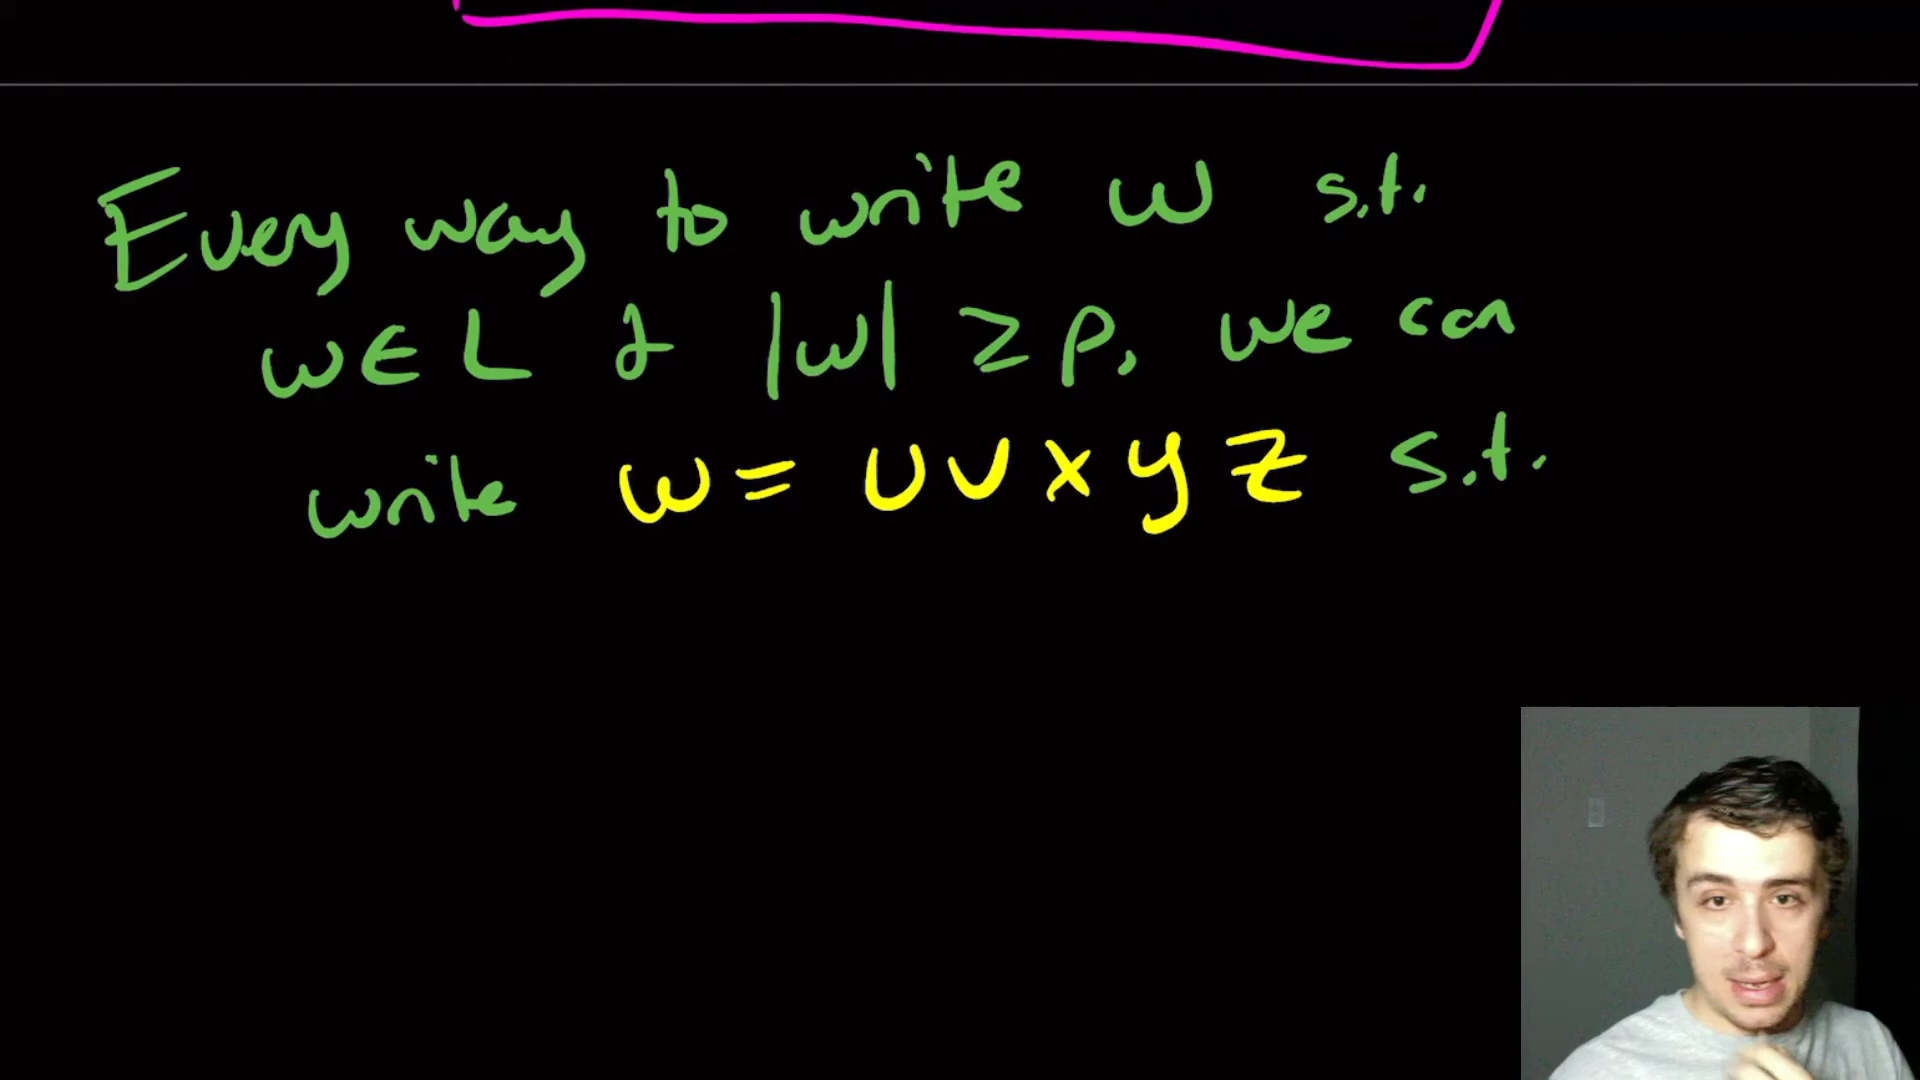 Every way to write w s.t.
w ∈ L & |w| ≥ p, we can
write w = uvxyz s.t.